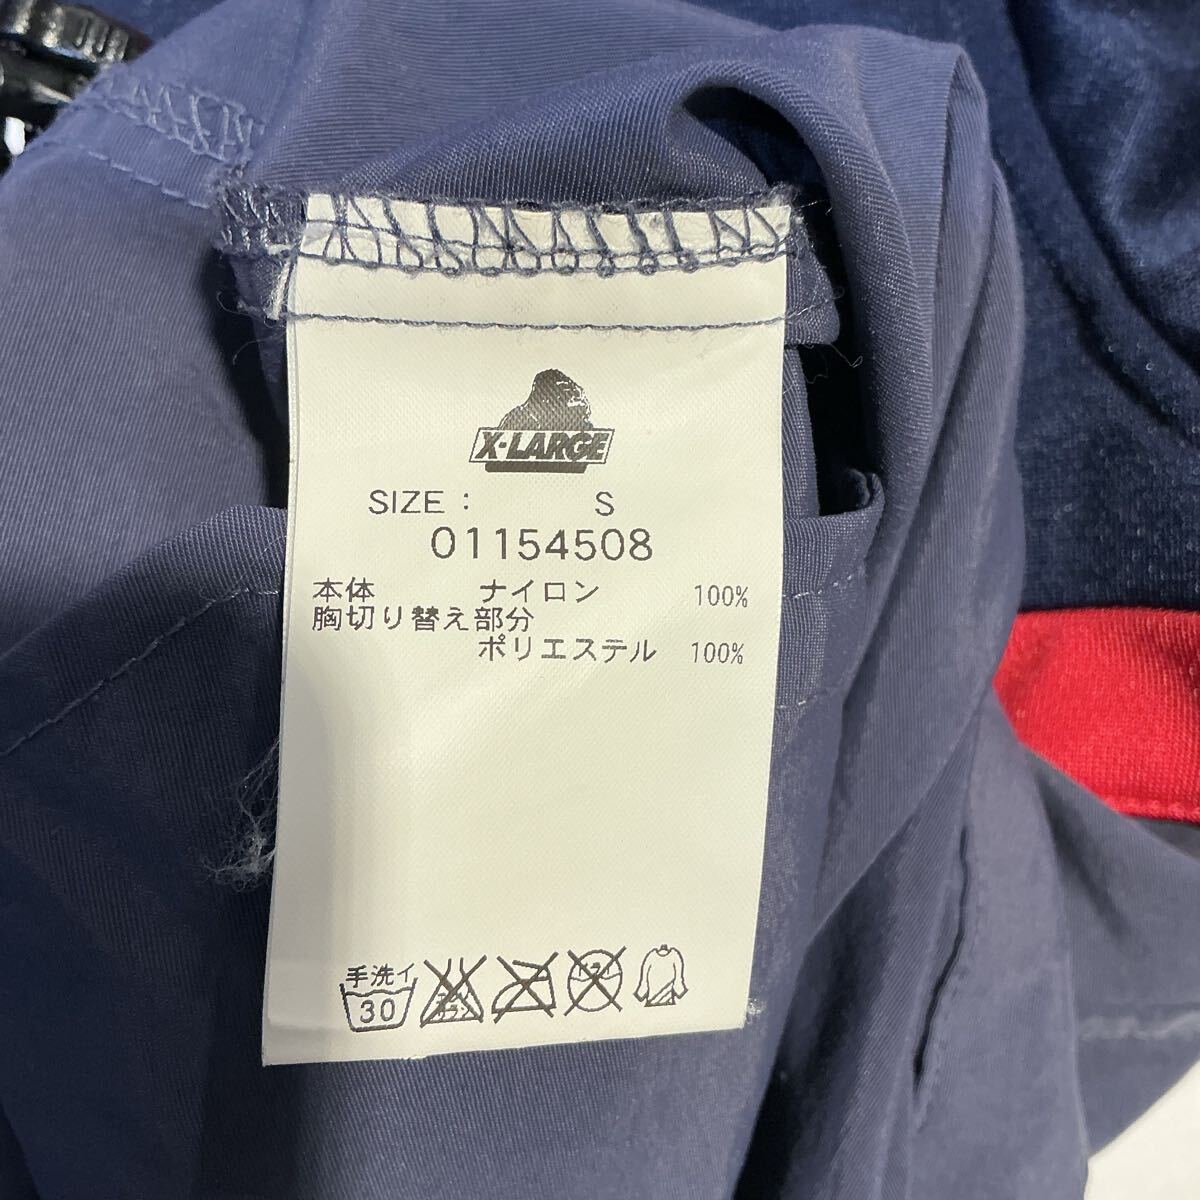 X-LARGE
SIZE : S
01154508
本体 ナイロン 100%
胸切り替え部分
ポリエステル 100%
手洗イ
30